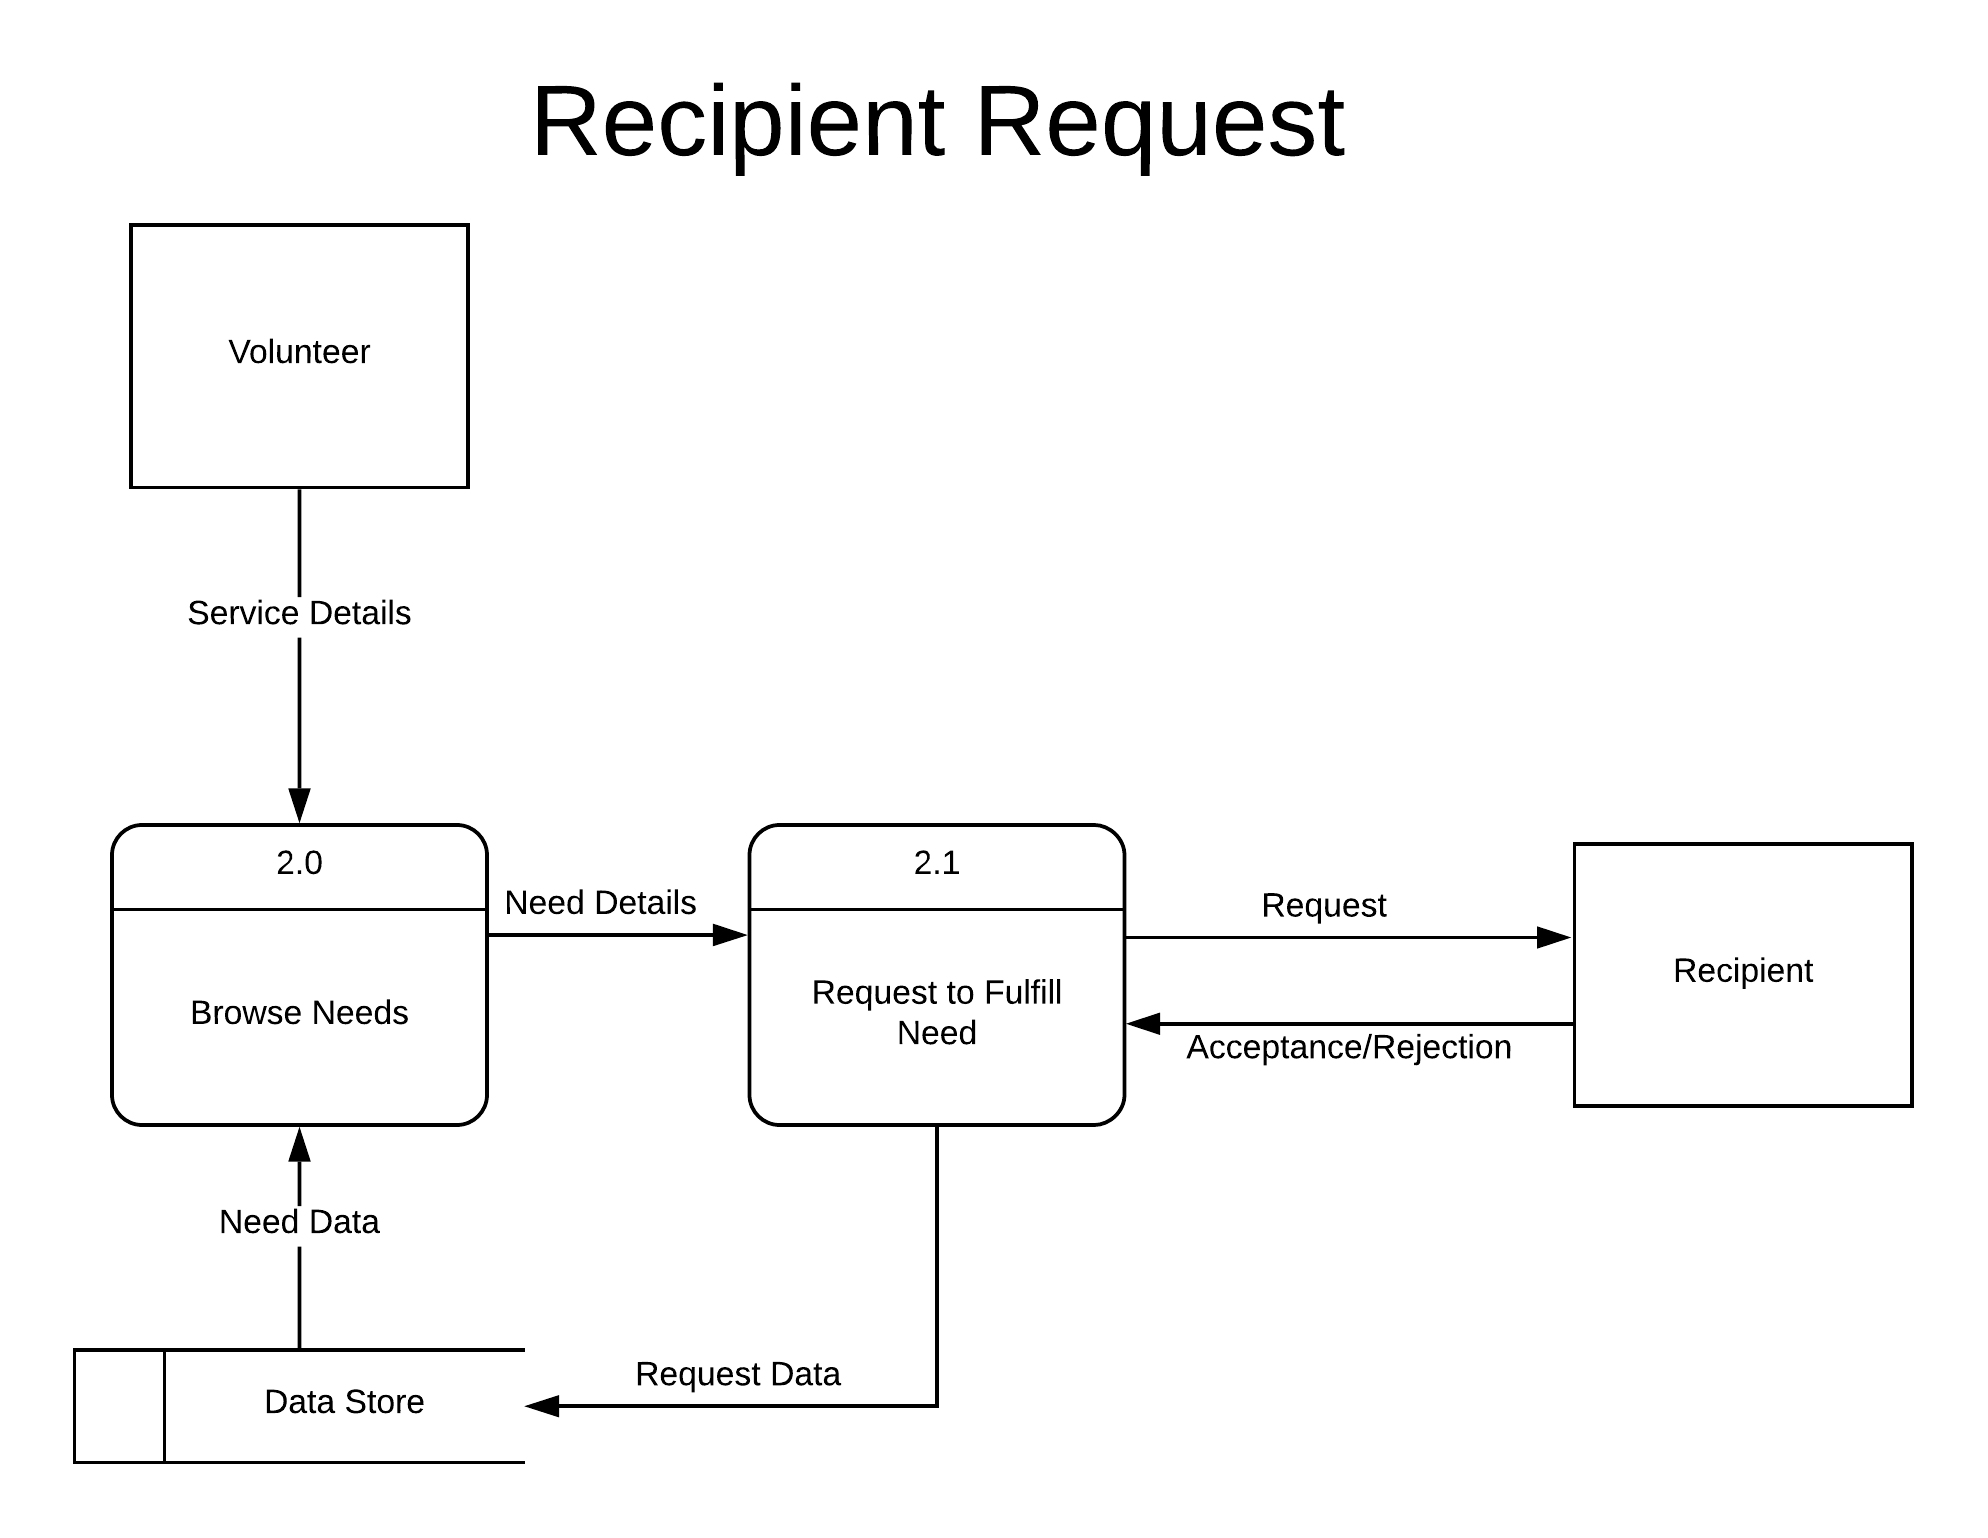 Recipient Request
Volunteer
Service Details
2.0
Browse Needs
Need Details
2.1
Request to Fulfill
Need
Request
Acceptance/Rejection
Recipient
Need Data
Data Store
Request Data